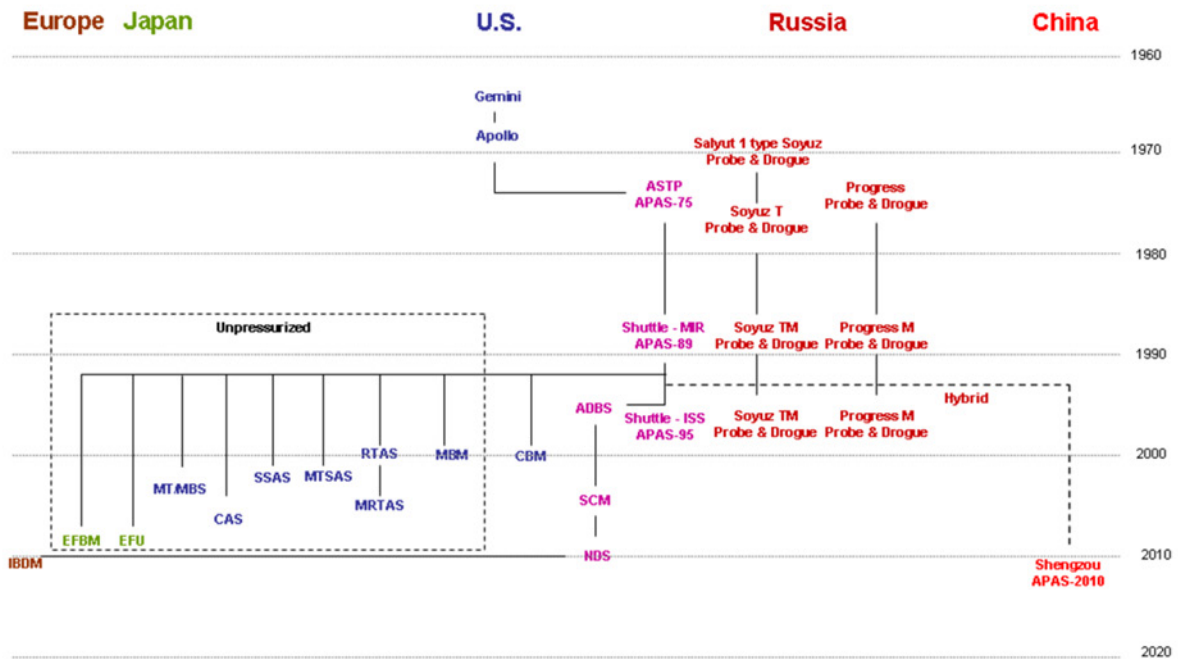 Europe Japan U.S. Russia China
1960
Gemini
Apollo
Salyut 1 type Soyuz
Probe & Drogue
1970
ASTP
APAS-75
Progress
Probe & Drogue
Soyuz T
Probe & Drogue
1980
Unpressurized
Shuttle - MIR
APAS-89
Soyuz TM
Probe & Drogue
Progress M
Probe & Drogue
1990
Hybrid
ADBS
Shuttle - ISS
APAS-95
Soyuz TM
Probe & Drogue
Progress M
Probe & Drogue
RTAS
MBM
CBM
2000
MT/MBS
SSAS
MTSAS
CAS
MRTAS
SCM
EFBM
EFU
IBDM
NDS
2010
Shengzou
APAS-2010
2020